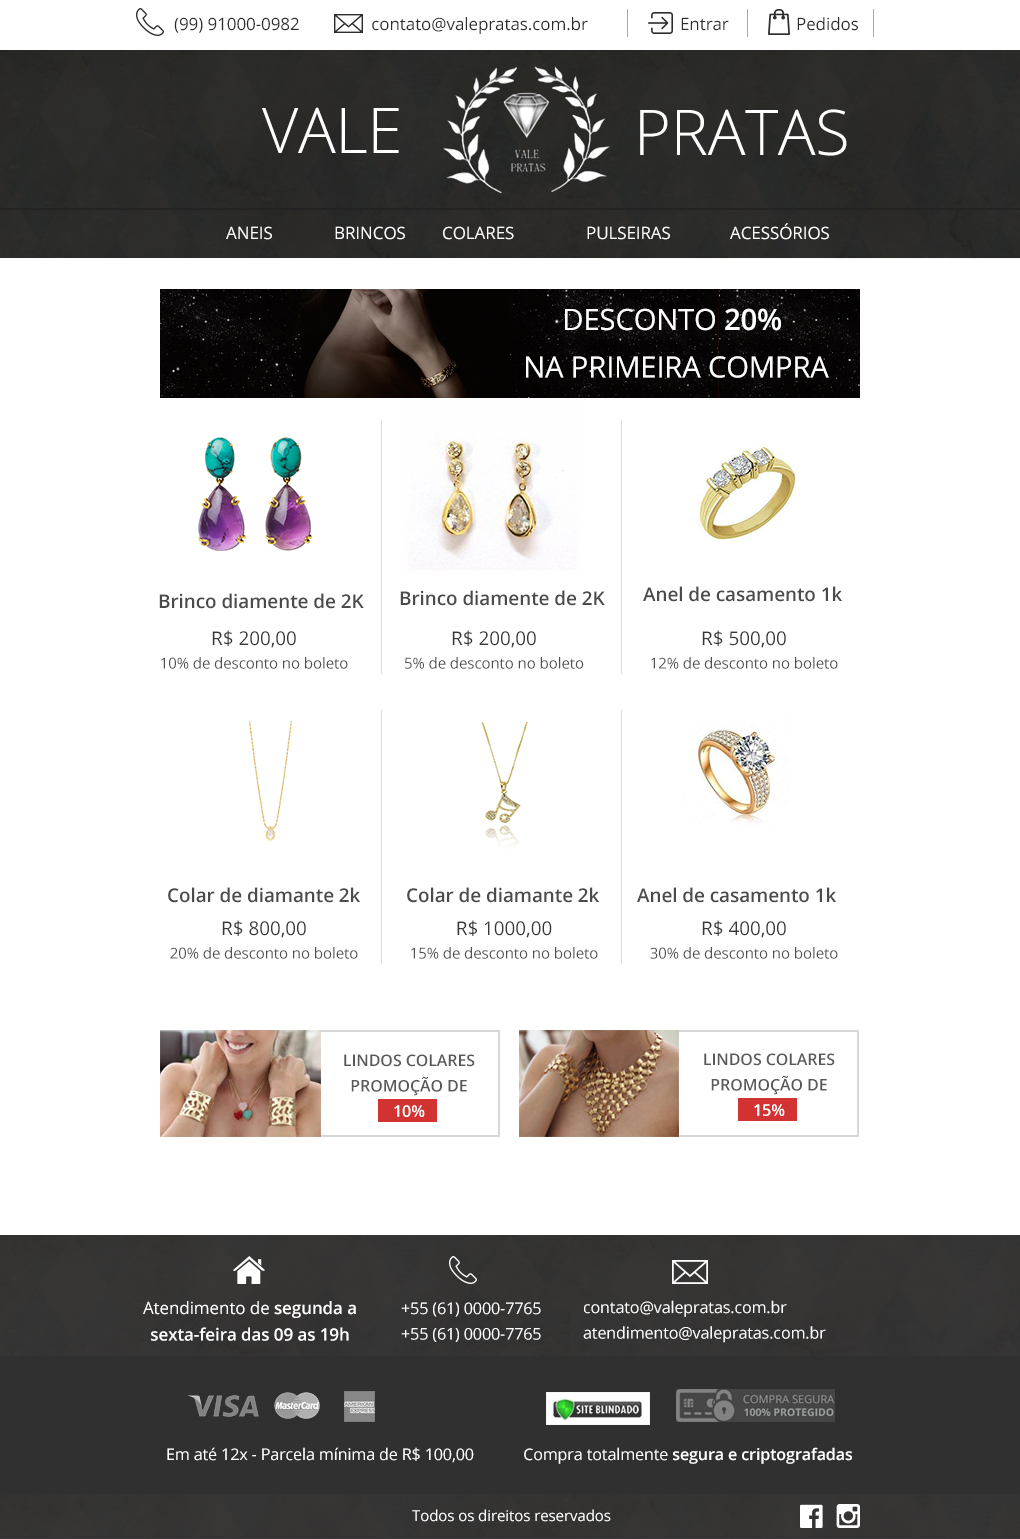 (99) 91000-0982
contato@valepratas.com.br
Entrar
Pedidos
VALE
VALE
PRATAS
PRATAS
ANEIS BRINCOS COLARES PULSEIRAS ACESSÓRIOS
DESCONTO 20%
NA PRIMEIRA COMPRA
Brinco diamente de 2K
R$ 200,00
10% de desconto no boleto
Brinco diamente de 2K
R$ 200,00
5% de desconto no boleto
Anel de casamento 1k
R$ 500,00
12% de desconto no boleto
Colar de diamante 2k
R$ 800,00
20% de desconto no boleto
Colar de diamante 2k
R$ 1000,00
15% de desconto no boleto
Anel de casamento 1k
R$ 400,00
30% de desconto no boleto
LINDOS COLARES
PROMOÇÃO DE
10%
LINDOS COLARES
PROMOÇÃO DE
15%
Atendimento de segunda a
sexta-feira das 09 as 19h
+55 (61) 0000-7765
+55 (61) 0000-7765
contato@valepratas.com.br
atendimento@valepratas.com.br
VISA
MasterCard
AMERICAN
EXPRESS
SITE BLINDADO
COMPRA SEGURA
100% PROTEGIDO
Em até 12x - Parcela mínima de R$ 100,00
Compra totalmente segura e criptografadas
Todos os direitos reservados